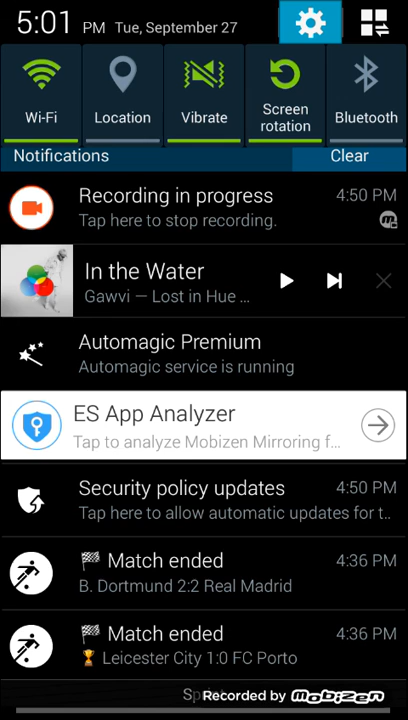 5:01 PM Tue, September 27
Wi-Fi
Location
Vibrate
Screen
rotation
Bluetooth
Notifications
Clear
Recording in progress 4:50 PM
Tap here to stop recording.
In the Water
Gawvi — Lost in Hue ...
Automagic Premium
Automagic service is running
ES App Analyzer
Tap to analyze Mobizen Mirroring f...
Security policy updates 4:50 PM
Tap here to allow automatic updates for t..
Match ended 4:36 PM
B. Dortmund 2:2 Real Madrid
Match ended 4:36 PM
Leicester City 1:0 FC Porto
Recorded by Mobizen